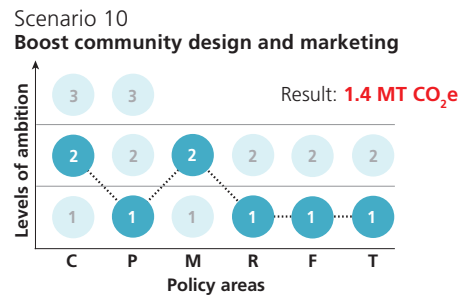 Scenario 10
Boost community design and marketing
Levels of ambition
3 3
Result: 1.4 MT CO₂e
2 2 2 2 2 2
1 1 1 1 1 1
C P M R F T
Policy areas